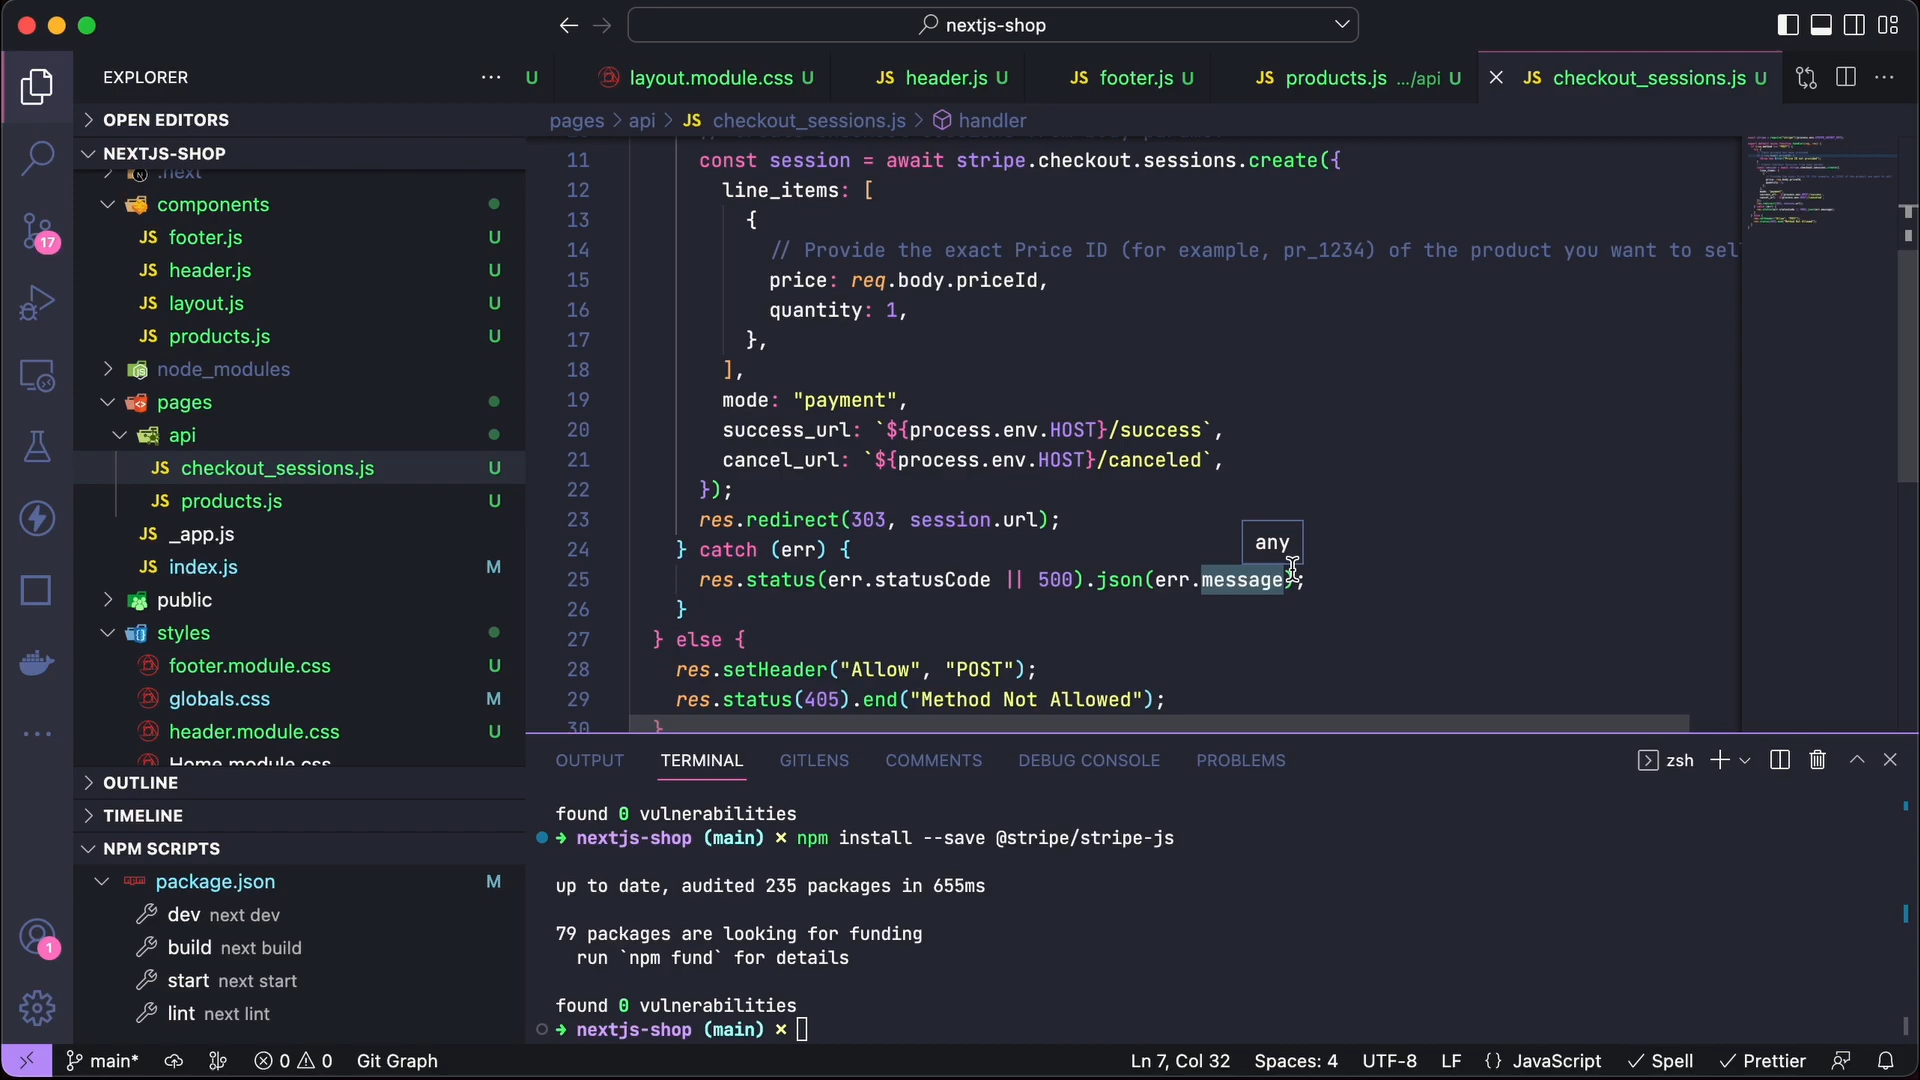 nextjs-shop
EXPLORER
U
layout.module.css U
JS header.js U
JS footer.js U
JS products.js .../api U
JS checkout_sessions.js U
OPEN EDITORS
NEXTJS-SHOP
.next
components
JS footer.js U
JS header.js U
JS layout.js U
JS products.js U
node_modules
pages
api
JS checkout_sessions.js U
JS products.js U
JS _app.js
JS index.js M
public
styles
footer.module.css U
globals.css M
header.module.css U
Home.module.css
OUTLINE
TIMELINE
NPM SCRIPTS
package.json M
dev next dev
build next build
start next start
lint next lint
17
1
pages > api > JS checkout_sessions.js > handler
11 const session = await stripe.checkout.sessions.create({
12 line_items: [
13 {
14 // Provide the exact Price ID (for example, pr_1234) of the product you want to sel
15 price: req.body.priceId,
16 quantity: 1,
17 },
18 ],
19 mode: "payment",
20 success_url: `${process.env.HOST}/success`,
21 cancel_url: `${process.env.HOST}/canceled`,
22 });
23 res.redirect(303, session.url);
24 } catch (err) {
any
25 res.status(err.statusCode || 500).json(err.message);
26 }
27 } else {
28 res.setHeader("Allow", "POST");
29 res.status(405).end("Method Not Allowed");
30 }
OUTPUT TERMINAL GITLENS COMMENTS DEBUG CONSOLE PROBLEMS
zsh
found 0 vulnerabilities
➜ nextjs-shop (main) ✗ npm install --save @stripe/stripe-js
up to date, audited 235 packages in 655ms
79 packages are looking for funding
run `npm fund` for details
found 0 vulnerabilities
➜ nextjs-shop (main) ✗
main* 0 0 Git Graph
Ln 7, Col 32 Spaces: 4 UTF-8 LF {} JavaScript ✓ Spell ✓ Prettier